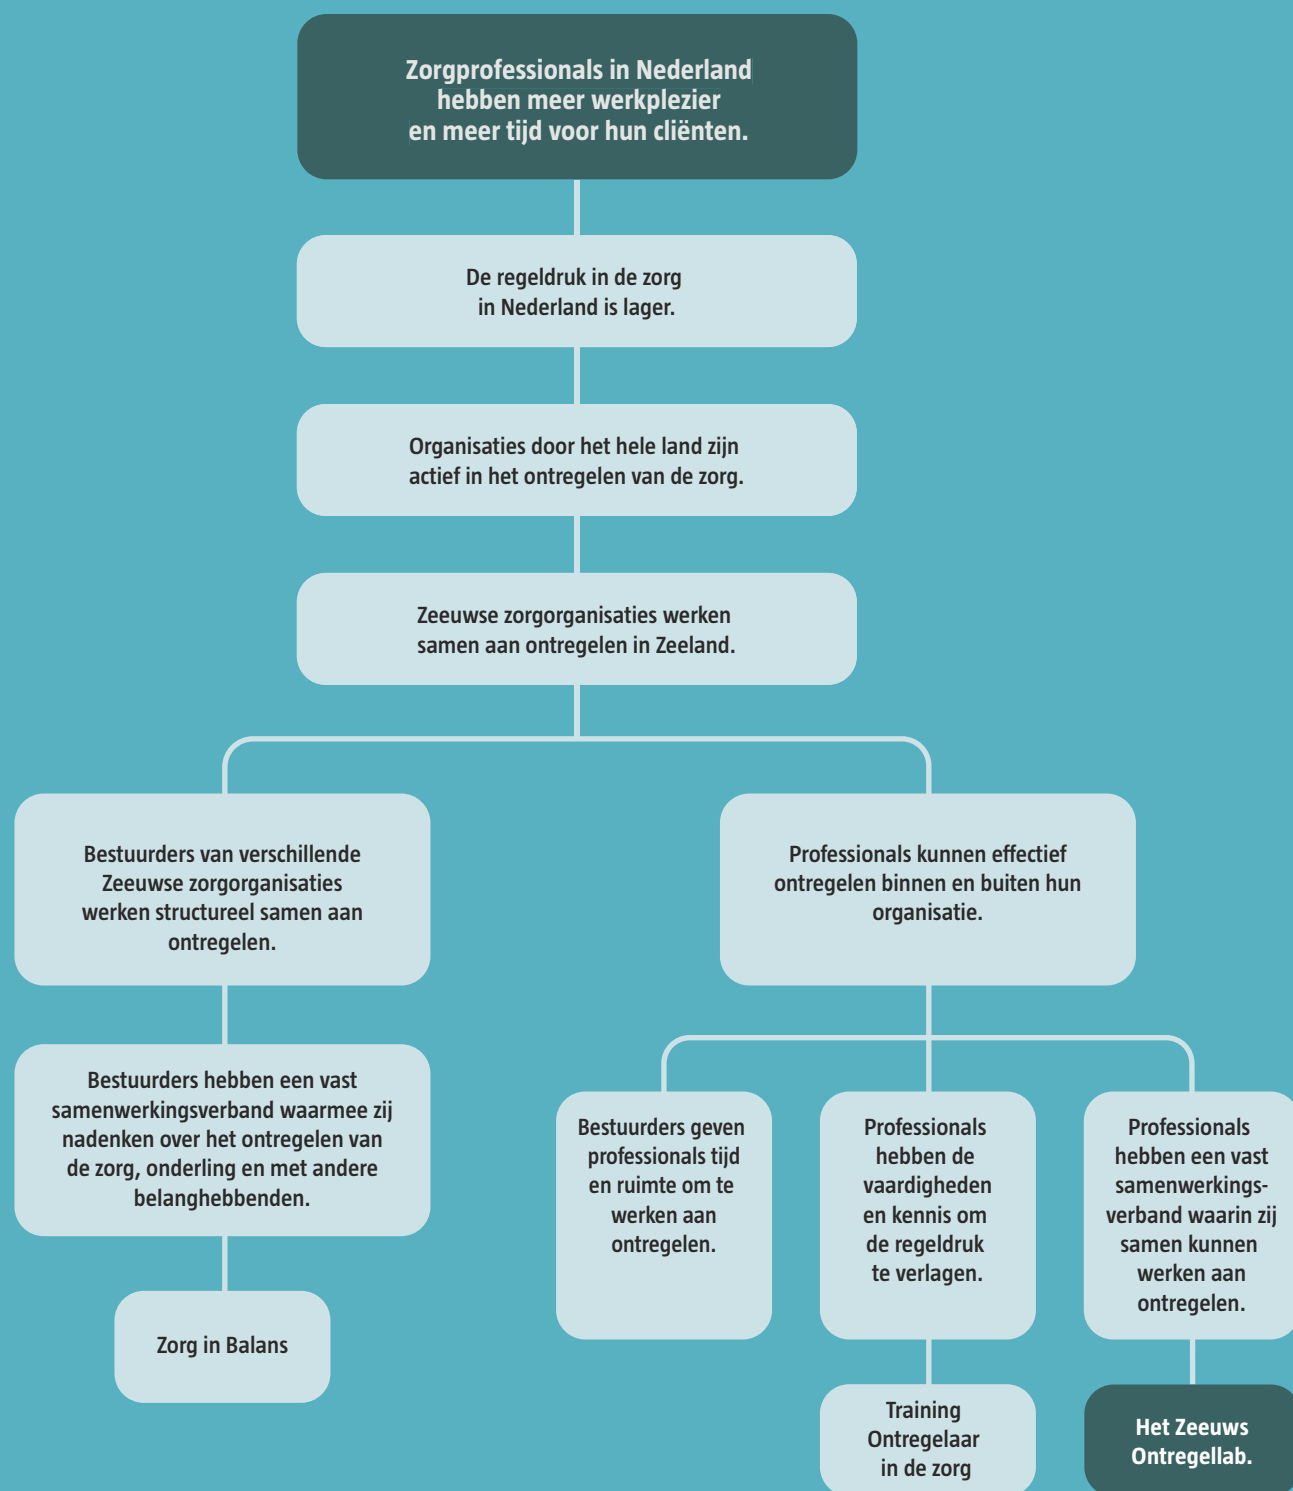 Zorgprofessionals in Nederland
hebben meer werkplezier
en meer tijd voor hun cliënten.
De regeldruk in de zorg
in Nederland is lager.
Organisaties door het hele land zijn
actief in het ontregelen van de zorg.
Zeeuwse zorgorganisaties werken
samen aan ontregelen in Zeeland.
Bestuurders van verschillende
Zeeuwse zorgorganisaties
werken structureel samen aan
ontregelen.
Professionals kunnen effectief
ontregelen binnen en buiten hun
organisatie.
Bestuurders hebben een vast
samenwerkingsverband waarmee zij
nadenken over het ontregelen van
de zorg, onderling en met andere
belanghebbenden.
Bestuurders geven
professionals tijd
en ruimte om te
werken aan
ontregelen.
Professionals
hebben de
vaardigheden
en kennis om
de regeldruk
te verlagen.
Professionals
hebben een vast
samenwerkings-
verband waarin zij
samen kunnen
werken aan
ontregelen.
Zorg in Balans
Training
Ontregelaar
in de zorg
Het Zeeuws
Ontregellab.